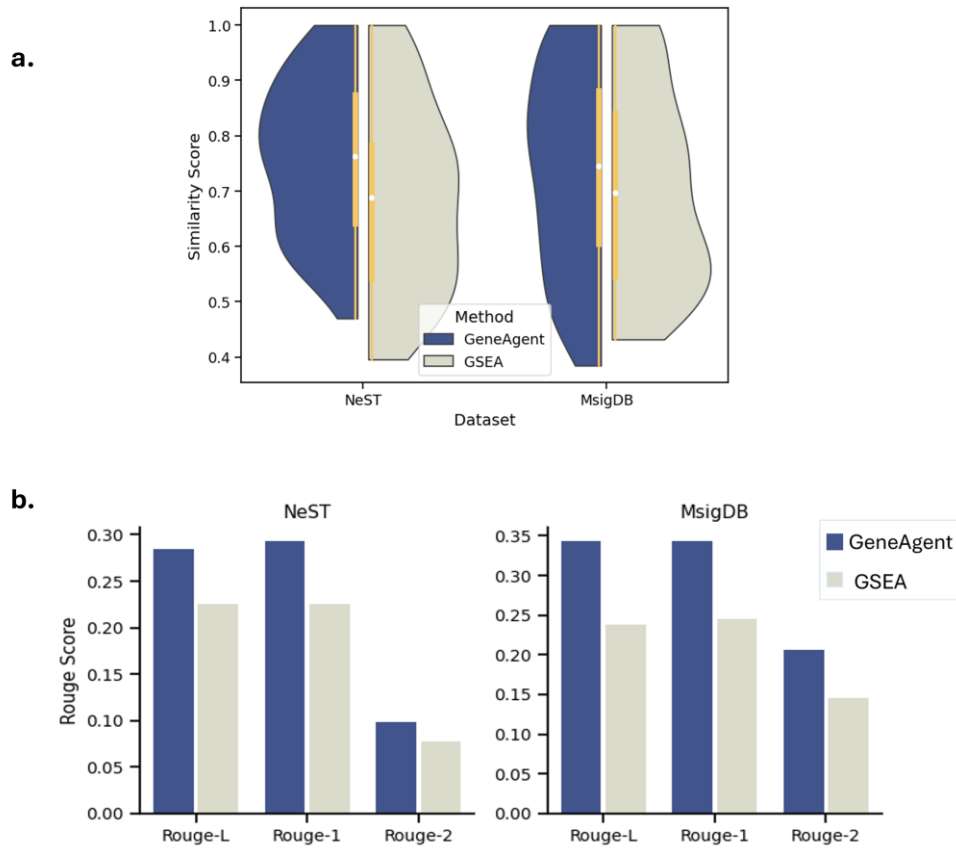 a.
1.0
0.9
0.8
0.7
0.6
0.5
0.4
Similarity Score
Method
GeneAgent
GSEA
NeST
MsigDB
Dataset
b.
NeST
0.30
0.25
0.20
0.15
0.10
0.05
0.00
Rouge Score
Rouge-L
Rouge-1
Rouge-2
MsigDB
0.35
0.30
0.25
0.20
0.15
0.10
0.05
0.00
Rouge-L
Rouge-1
Rouge-2
GeneAgent
GSEA